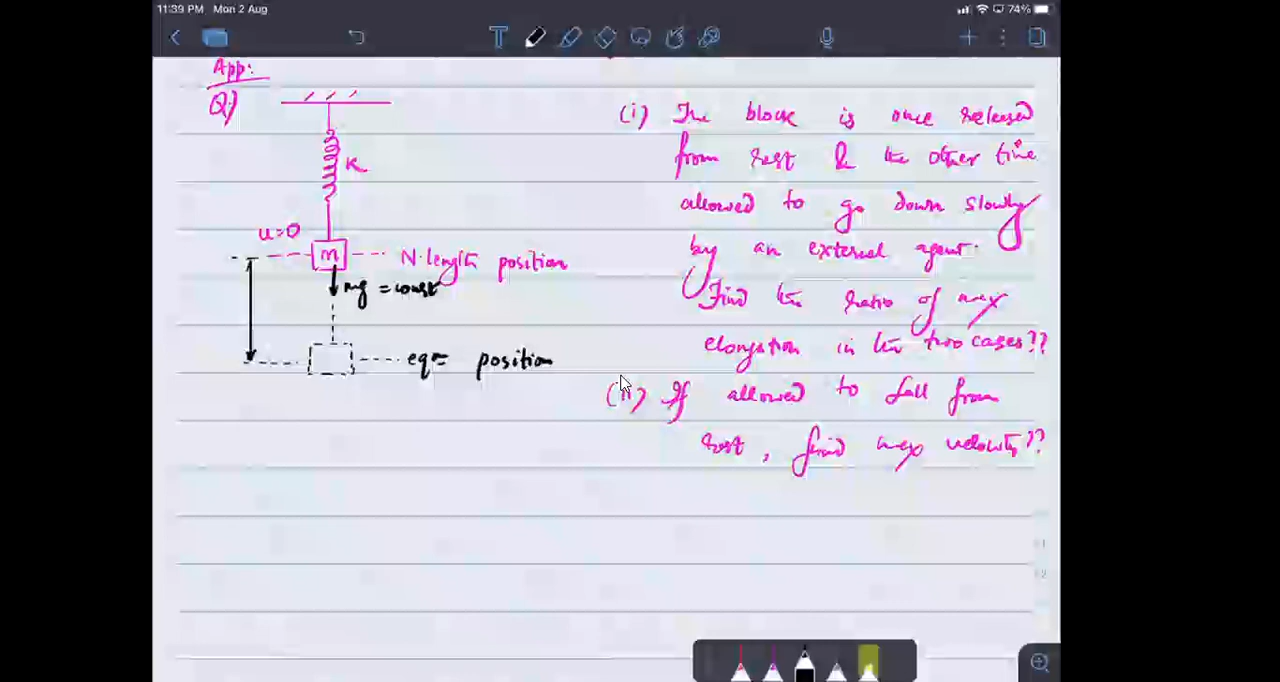 11:39 PM Mon 2 Aug
74%
App:
Q)
K
u=0
m
N.length position
mg = const
eqᵐ position
(i) The block is once released
from rest & the other time
allowed to go down slowly
by an external agent.
Find the ratio of max
elongation in the two cases??
(ii) If allowed to fall from
rest, find max velocity??